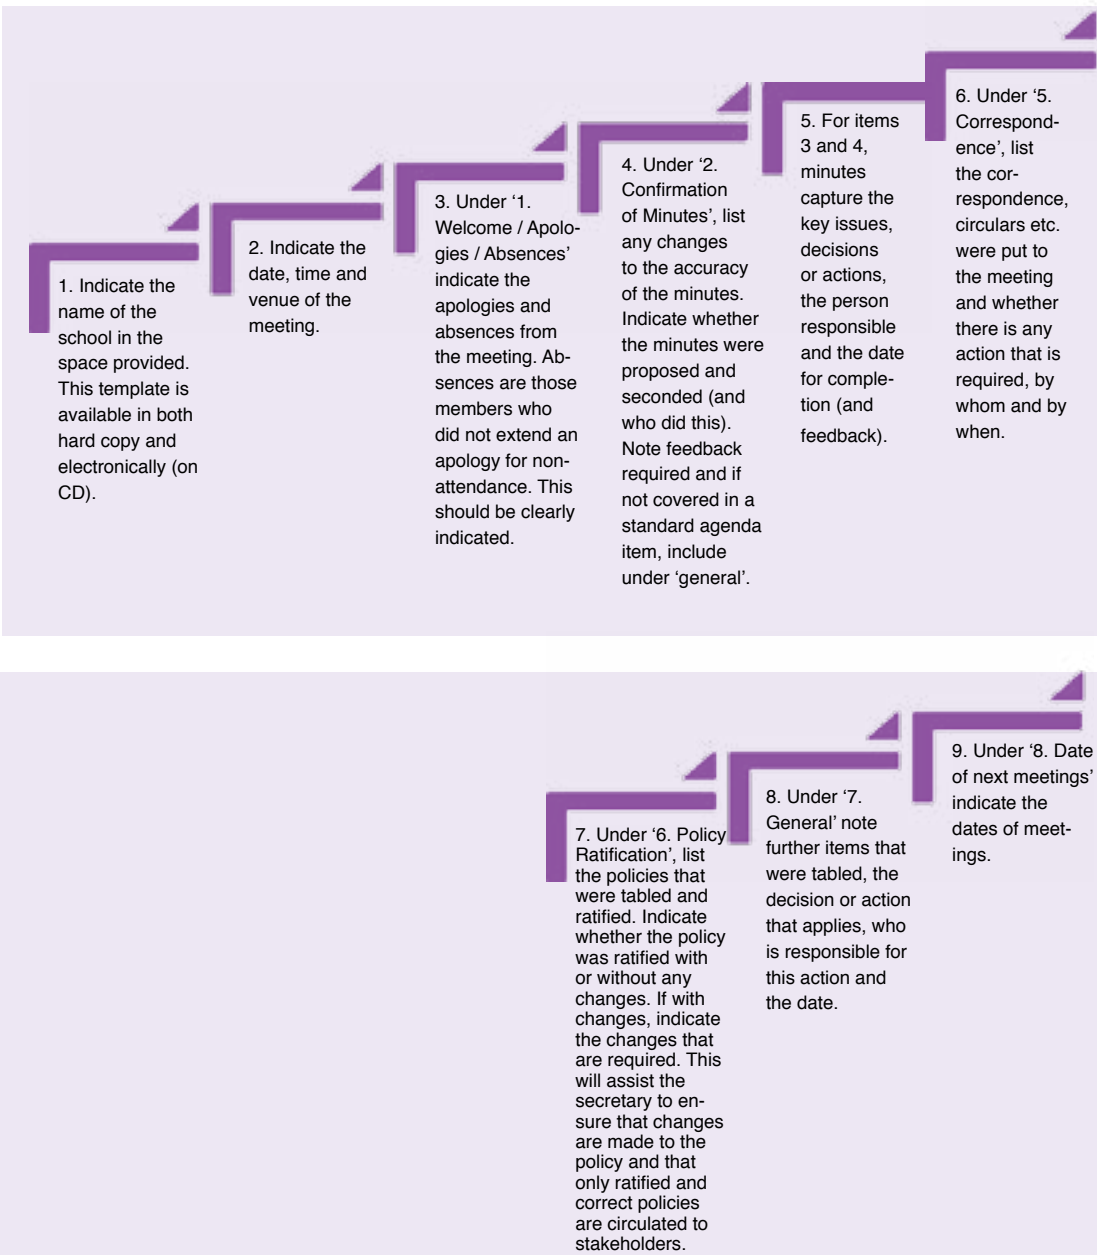 1. Indicate the
name of the
school in the
space provided.
This template is
available in both
hard copy and
electronically (on
CD).
2. Indicate the
date, time and
venue of the
meeting.
3. Under ‘1.
Welcome / Apolo-
gies / Absences’
indicate the
apologies and
absences from
the meeting. Ab-
sences are those
members who
did not extend an
apology for non-
attendance. This
should be clearly
indicated.
4. Under ‘2.
Confirmation
of Minutes’, list
any changes
to the accuracy
of the minutes.
Indicate whether
the minutes were
proposed and
seconded (and
who did this).
Note feedback
required and if
not covered in a
standard agenda
item, include
under ‘general’.
5. For items
3 and 4,
minutes
capture the
key issues,
decisions
or actions,
the person
responsible
and the date
for comple-
tion (and
feedback).
6. Under ‘5.
Correspond-
ence’, list
the cor-
respondence,
circulars etc.
were put to
the meeting
and whether
there is any
action that is
required, by
whom and by
when.
7. Under ‘6. Policy
Ratification’, list
the policies that
were tabled and
ratified. Indicate
whether the policy
was ratified with
or without any
changes. If with
changes, indicate
the changes that
are required. This
will assist the
secretary to en-
sure that changes
are made to the
policy and that
only ratified and
correct policies
are circulated to
stakeholders.
8. Under ‘7.
General’ note
further items that
were tabled, the
decision or action
that applies, who
is responsible for
this action and
the date.
9. Under ‘8. Date
of next meetings’
indicate the
dates of meet-
ings.